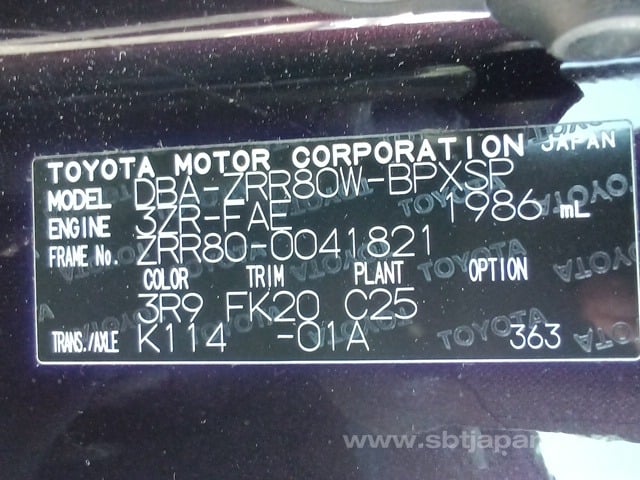 TOYOTA MOTOR CORPORATION JAPAN
MODEL DBA-ZRR80W-BPXSP
ENGINE 3ZR-FAE 1986 mL
FRAME No. ZRR80-0041821
COLOR TRIM PLANT OPTION
3R9 FK20 C25
TRANS./AXLE K114 -01A 363
www.sbtjapan.com